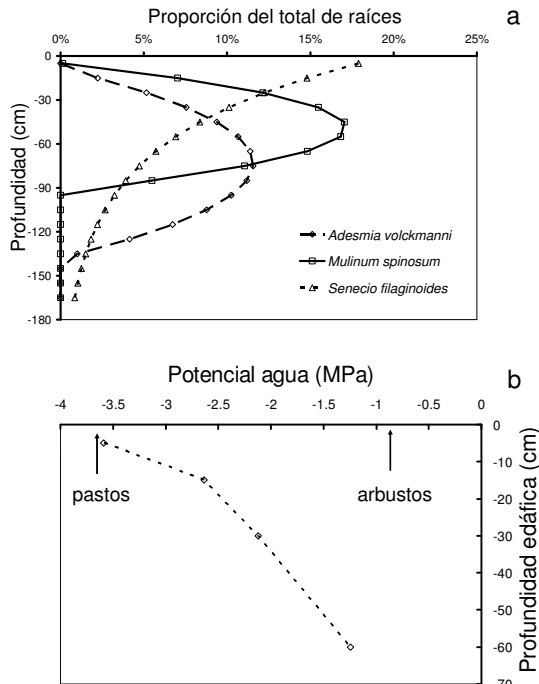 Proporción del total de raíces
a
0% 5% 10% 15% 20% 25%
0
-30
-60
-90
-120
-150
-180
Profundidad (cm)
Adesmia volckmanni
Mulinum spinosum
Senecio filaginoides
Potencial agua (MPa)
b
-4 -3.5 -3 -2.5 -2 -1.5 -1 -0.5 0
pastos
arbustos
0
-10
-20
-30
-40
-50
-60
-70
Profundidad edáfica (cm)